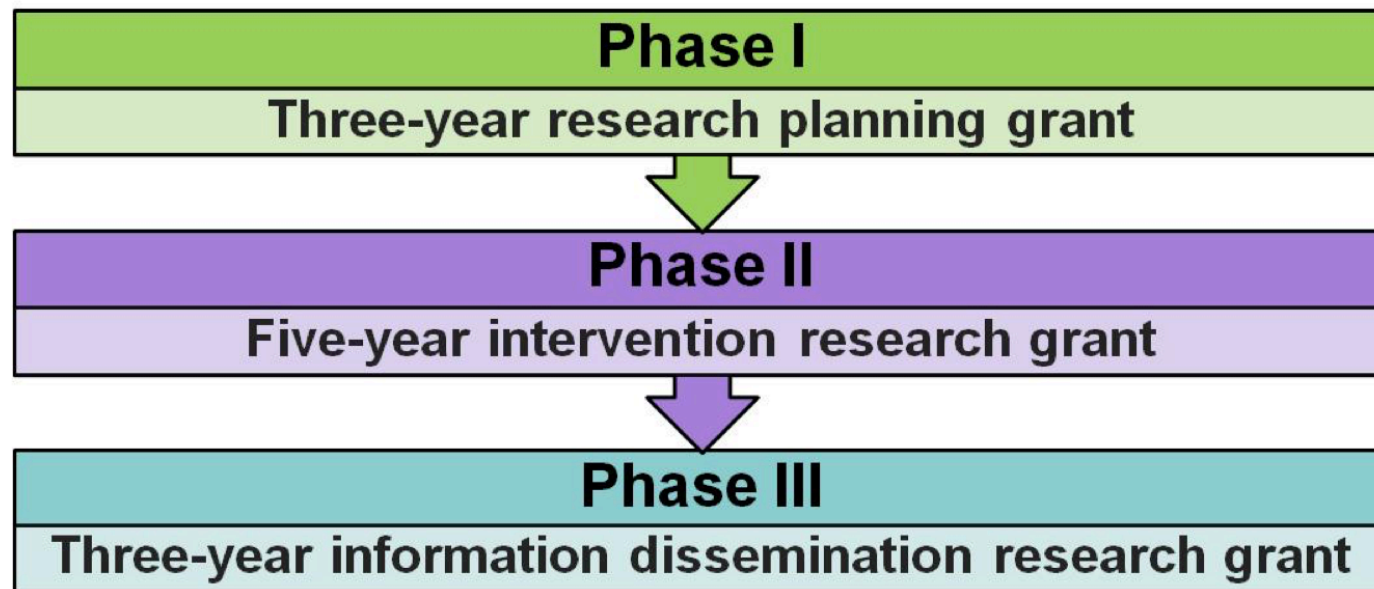 Phase I
Three-year research planning grant
Phase II
Five-year intervention research grant
Phase III
Three-year information dissemination research grant